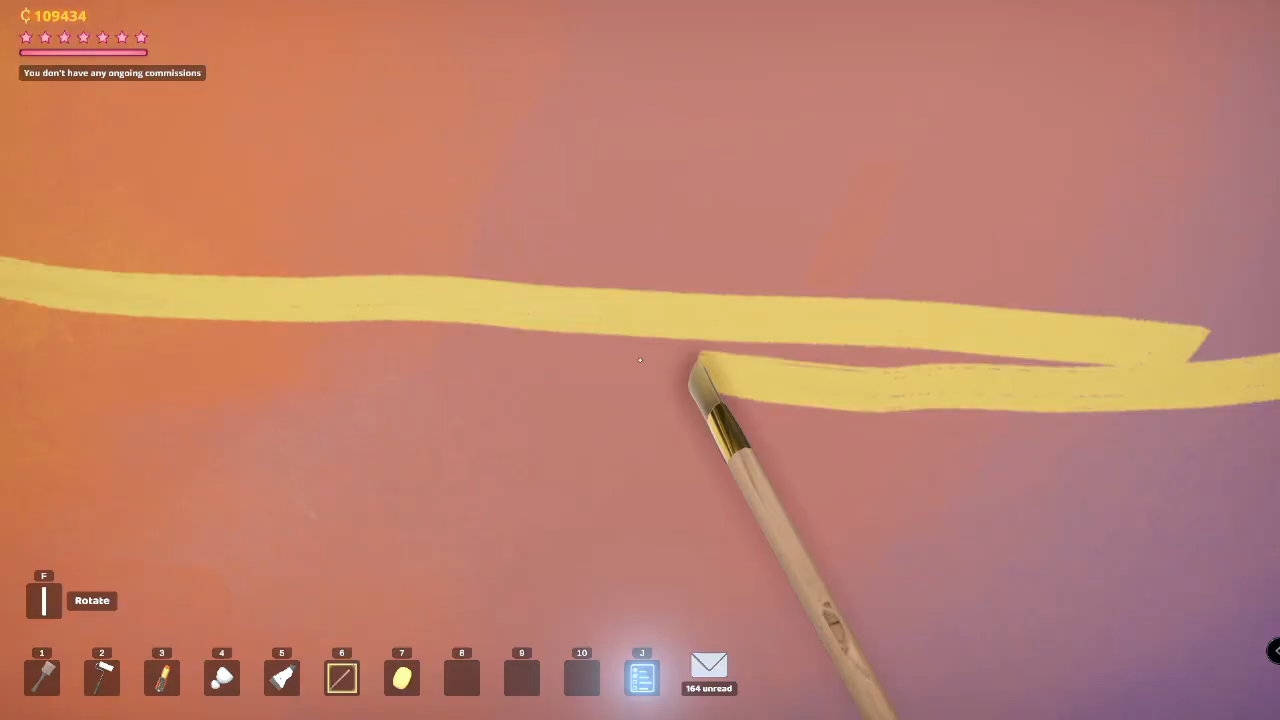 ₵ 109434
You don't have any ongoing commissions
F
Rotate
1 2 3 4 5 6 7 8 9 10 J
164 unread